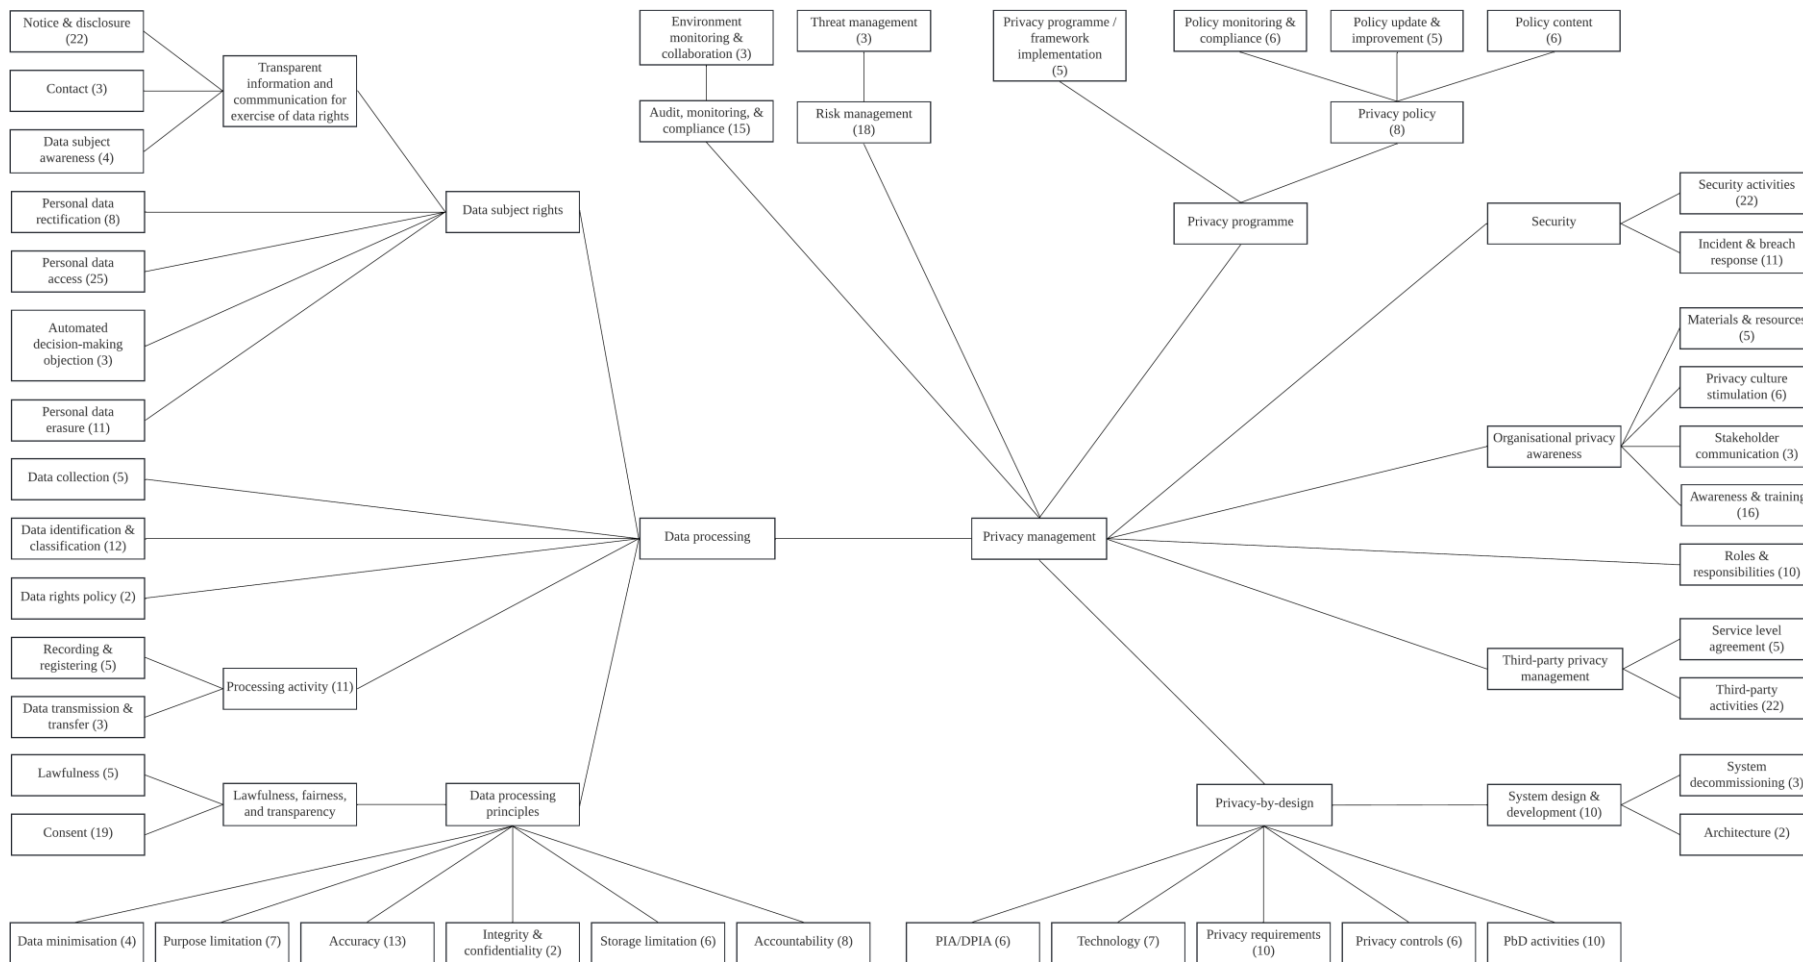 Notice & disclosure
(22)
Contact (3)
Data subject
awareness (4)
Transparent
information and
commmunication for
exercise of data rights
Personal data
rectification (8)
Personal data
access (25)
Automated
decision-making
objection (3)
Personal data
erasure (11)
Data subject rights
Data collection (5)
Data identification &
classification (12)
Data rights policy (2)
Recording &
registering (5)
Data transmission &
transfer (3)
Processing activity (11)
Lawfulness (5)
Consent (19)
Lawfulness, fairness,
and transparency
Data processing
principles
Data minimisation (4)
Purpose limitation (7)
Accuracy (13)
Integrity &
confidentiality (2)
Storage limitation (6)
Accountability (8)
Data processing
Privacy management
Environment
monitoring &
collaboration (3)
Audit, monitoring, &
compliance (15)
Threat management
(3)
Risk management
(18)
Privacy programme /
framework
implementation
(5)
Policy monitoring &
compliance (6)
Policy update &
improvement (5)
Policy content
(6)
Privacy policy
(8)
Privacy programme
Security
Security activities
(22)
Incident & breach
response (11)
Organisational privacy
awareness
Materials & resources
(5)
Privacy culture
stimulation (6)
Stakeholder
communication (3)
Awareness & training
(16)
Roles &
responsibilities (10)
Third-party privacy
management
Service level
agreement (5)
Third-party
activities (22)
Privacy-by-design
System design &
development (10)
System
decommissioning (3)
Architecture (2)
PIA/DPIA (6)
Technology (7)
Privacy requirements
(10)
Privacy controls (6)
PbD activities (10)